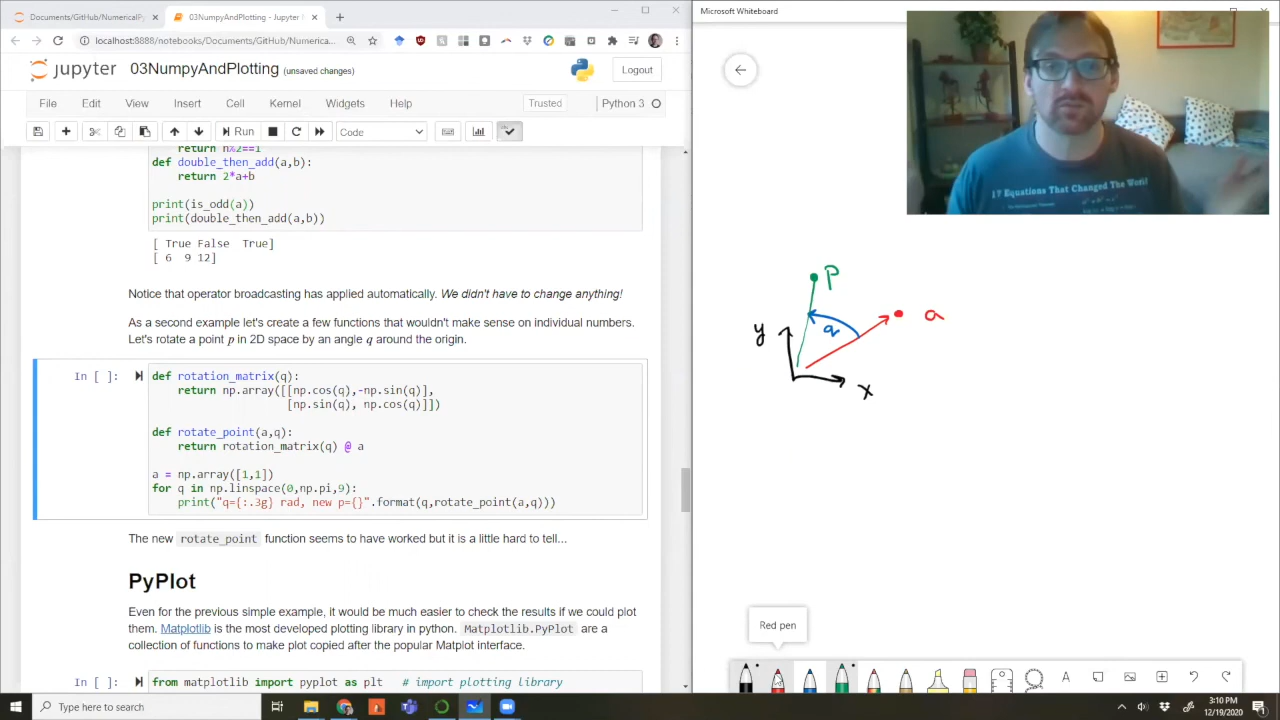 Documents/GitHub/NumericalPy
03NumpyAndPlotting - Jupyter N
localhost:8888/notebooks/Documents/GitHub/Numerica...
jupyter 03NumpyAndPlotting (unsaved changes)
Logout
File Edit View Insert Cell Kernel Widgets Help
Trusted
Python 3
Run
Code
return n%2==1
def double_then_add(a,b):
return 2*a+b
print(is_odd(a))
print(double_then_add(a,b))
[ True False True]
[ 6 9 12]
Notice that operator broadcasting has applied automatically. We didn't have to change anything!
As a second example let's create a few functions that wouldn't make sense on individual numbers.
Let's rotate a point p in 2D space by an angle q around the origin.
In [ ]:
def rotation_matrix(q):
return np.array([[np.cos(q),-np.sin(q)],
[np.sin(q), np.cos(q)]])
def rotate_point(a,q):
return rotation_matrix(q) @ a
a = np.array([1,1])
for q in np.linspace(0,np.pi,9):
print("q={:.3g} rad, new p={}".format(q,rotate_point(a,q)))
The new rotate_point function seems to have worked but it is a little hard to tell...
PyPlot
Even for the previous simple example, it would be much easier to check the results if we could plot
them. Matplotlib is the most developed plotting library in python. Matplotlib.PyPlot are a
collection of functions to make plot copied after the popular Matplot interface.
In [ ]:
from matplotlib import pyplot as plt # import plotting library
Microsoft Whiteboard
17 Equations That Changed The World
P
a
q
y
x
Red pen
A
Type here to search
3:10 PM
12/19/2020